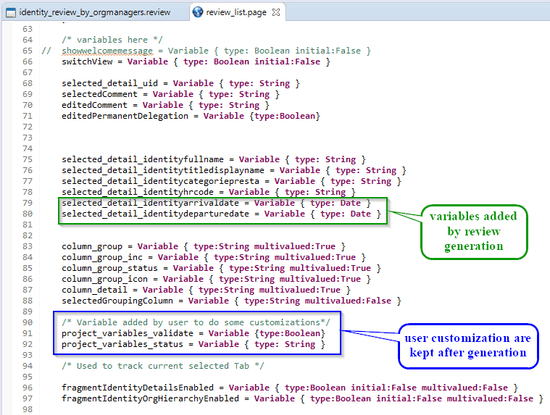 identity_review_by_orgmanagers.review
review_list.page
63
64 /* variables here */
65 // showwelcomemessage = Variable { type: Boolean initial:False }
66 switchView = Variable { type: Boolean initial:False }
67
68 selected_detail_uid = Variable { type: String }
69 selectedComment = Variable { type: String }
70 editedComment = Variable { type: String }
71 editedPermanentDelegation = Variable {type:Boolean}
72
73
74
75 selected_detail_identityfullname = Variable { type: String }
76 selected_detail_identitytitledisplayname = Variable { type: String }
77 selected_detail_identitycategoriepresta = Variable { type: String }
78 selected_detail_identityhrcode = Variable { type: String }
79 selected_detail_identityarrivaldate = Variable { type: Date }
80 selected_detail_identitydeparturedate = Variable { type: Date }
81
82
83 column_group = Variable { type:String multivalued:True }
84 column_group_inc = Variable { type:String multivalued:True }
85 column_group_status = Variable { type:String multivalued:True }
86 column_group_icon = Variable { type:String multivalued:True }
87 column_detail = Variable { type:String multivalued:True }
88 selectedGroupingColumn = Variable { type:String multivalued:False }
89
90 /* Variable added by user to do some customizations*/
91 project_variables_validate = Variable {type:Boolean}
92 project_variables_status = Variable { type: String }
93
94 /* Used to track current selected Tab */
95
96 fragmentIdentityDetailsEnabled = Variable {type:Boolean initial:False multivalued:False }
97 fragmentIdentityOrgHierarchyEnabled = Variable {type:Boolean initial:False multivalued:False }
98
variables added
by review
generation
user customization are
kept after generation